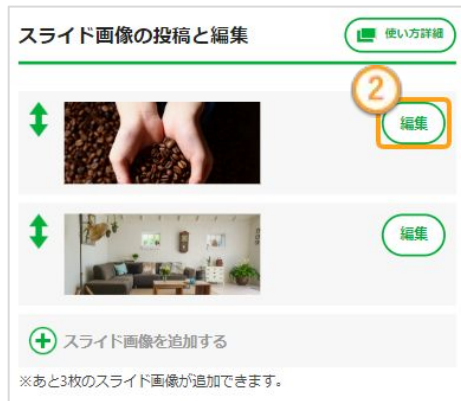 スライド画像の投稿と編集
使い方詳細
2
編集
編集
スライド画像を追加する
※あと3枚のスライド画像が追加できます。